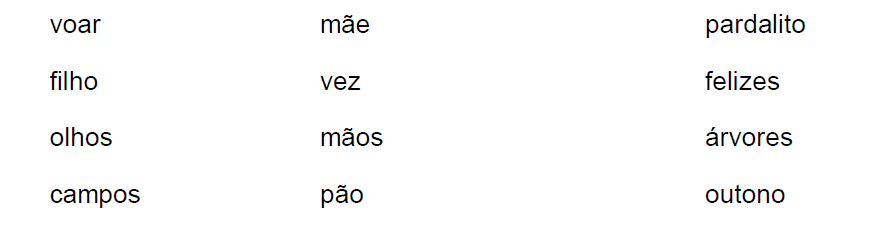 voar mãe pardalito
filho vez felizes
olhos mãos árvores
campos pão outono